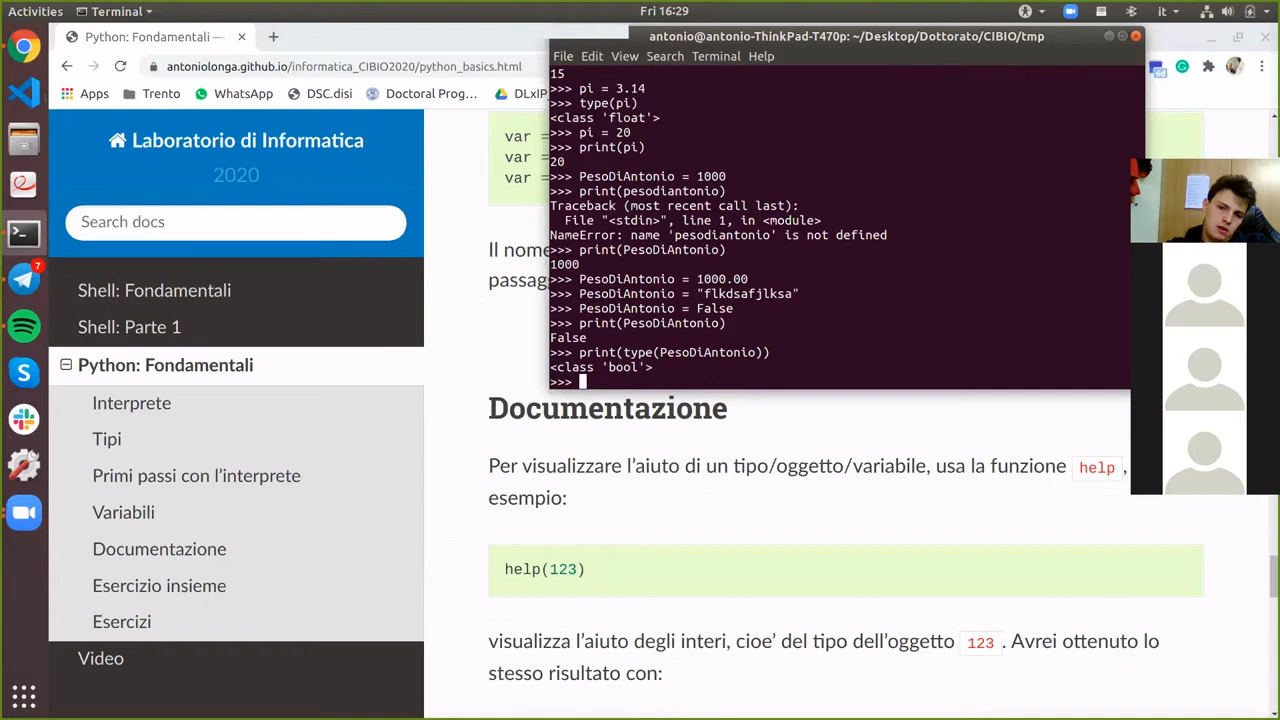 Activities
Terminal
Fri 16:29
it
Python: Fondamentali —
antonio@antonio-ThinkPad-T470p: ~/Desktop/Dottorato/CIBIO/tmp
antoniolonga.github.io/informatica_CIBIO2020/python_basics.html
File Edit View Search Terminal Help
6d
Apps
Trento
WhatsApp
DSC.disi
Doctoral Prog…
DLxIP
15
>>> pi = 3.14
>>> type(pi)
<class 'float'>
>>> pi = 20
>>> print(pi)
20
>>> PesoDiAntonio = 1000
>>> print(pesodiantonio)
Traceback (most recent call last):
File "<stdin>", line 1, in <module>
NameError: name 'pesodiantonio' is not defined
>>> print(PesoDiAntonio)
1000
>>> PesoDiAntonio = 1000.00
>>> PesoDiAntonio = "flkdsafjlksa"
>>> PesoDiAntonio = False
>>> print(PesoDiAntonio)
False
>>> print(type(PesoDiAntonio))
<class 'bool'>
>>>
Laboratorio di Informatica
2020
Search docs
7
Shell: Fondamentali
Shell: Parte 1
Python: Fondamentali
Interprete
Tipi
Primi passi con l'interprete
Variabili
Documentazione
Esercizio insieme
Esercizi
Video
var =
var =
var =
Il nome
passag
Documentazione
Per visualizzare l'aiuto di un tipo/oggetto/variabile, usa la funzione help,
esempio:
help(123)
visualizza l'aiuto degli interi, cioe' del tipo dell'oggetto 123. Avrei ottenuto lo
stesso risultato con: